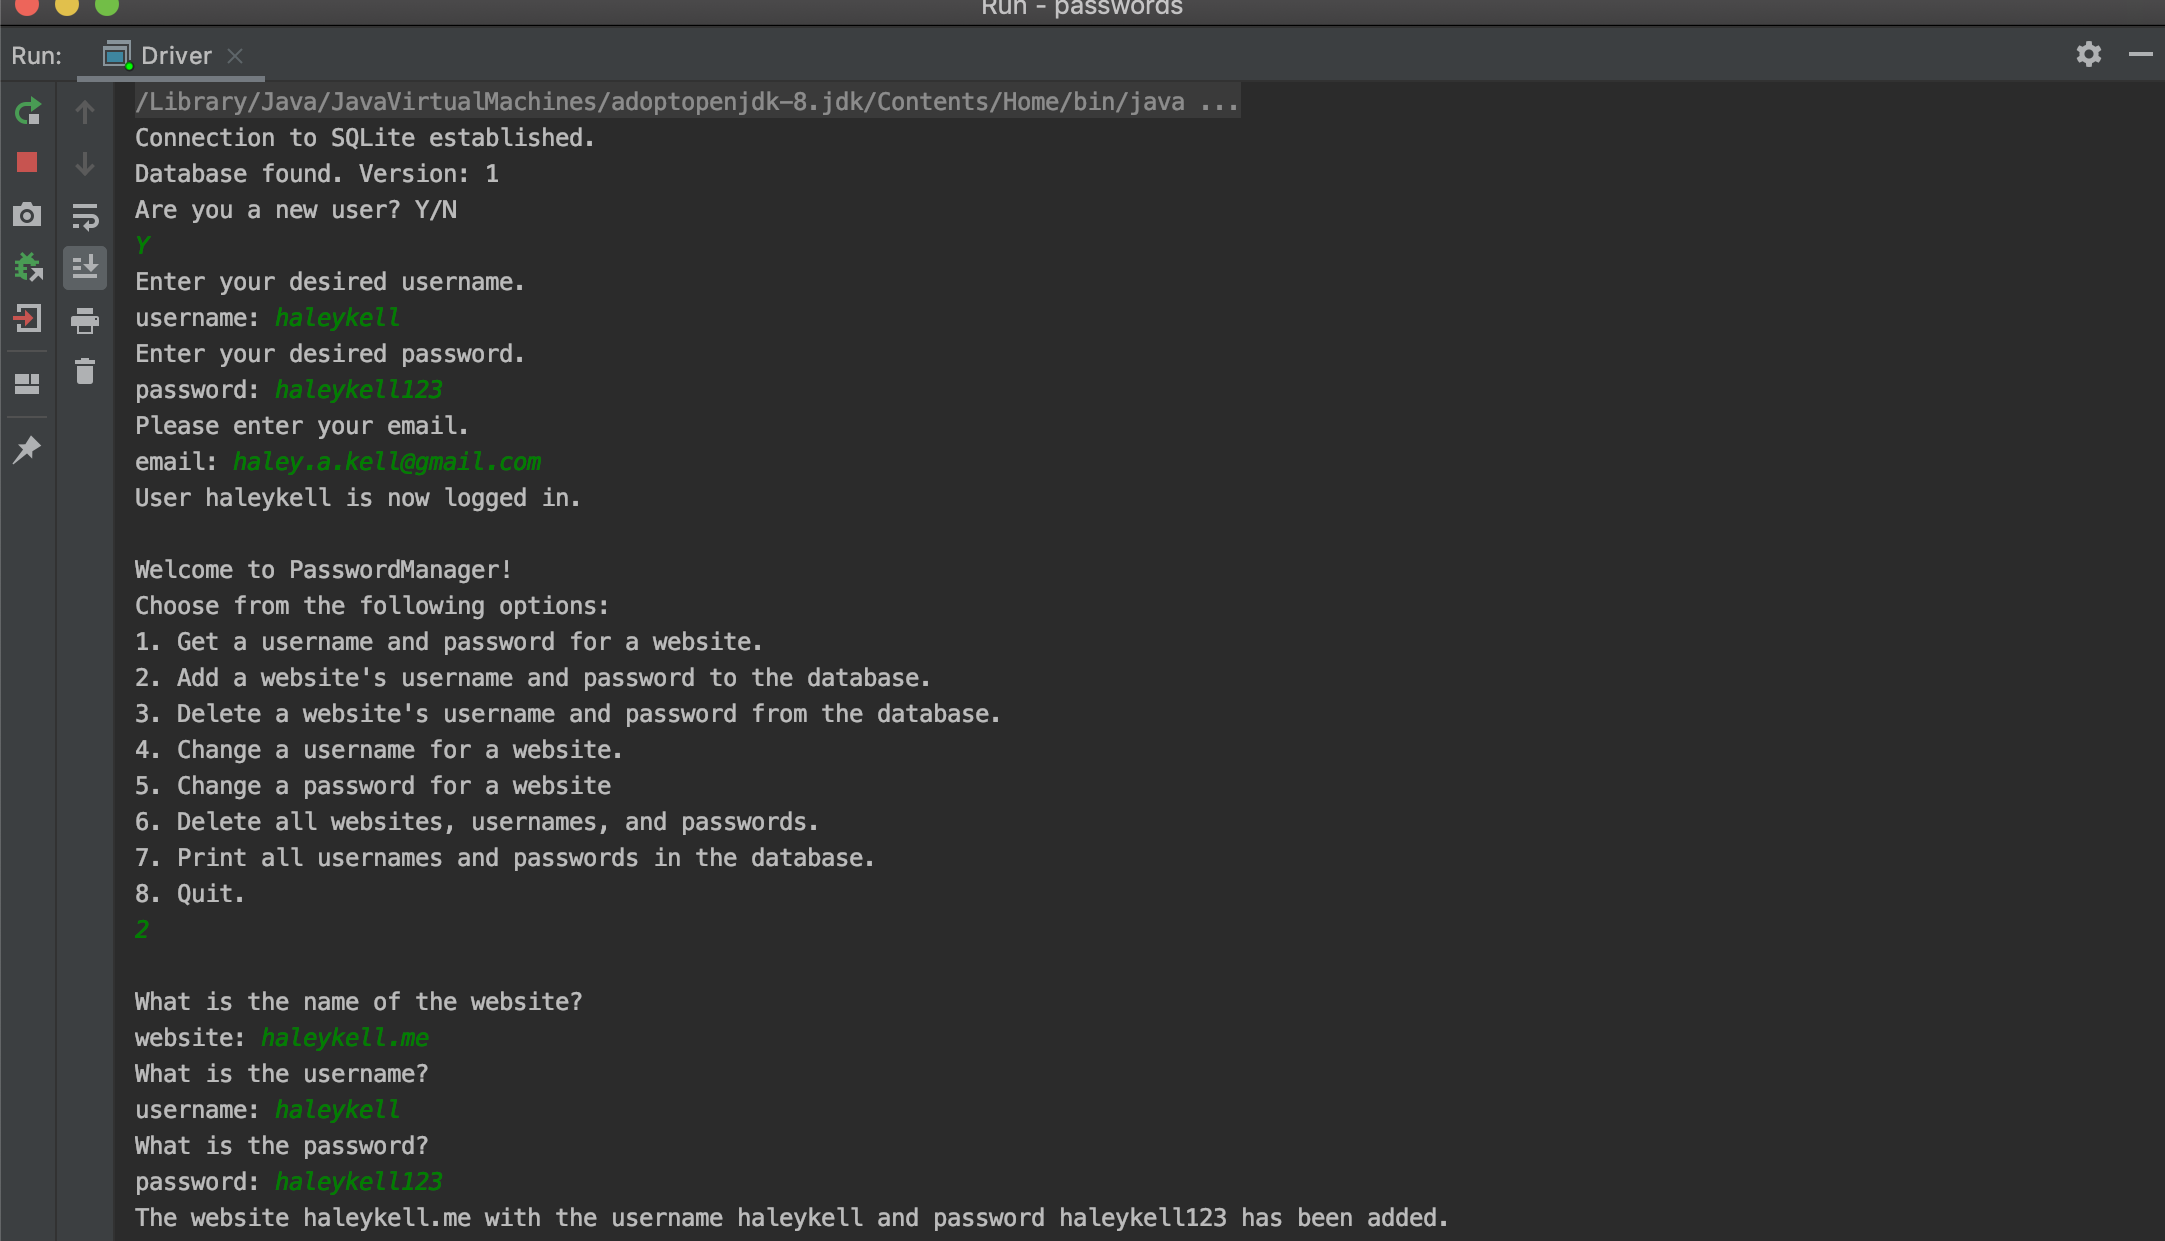 Run - passwords
Run: Driver
/Library/Java/JavaVirtualMachines/adoptopenjdk-8.jdk/Contents/Home/bin/java ...
Connection to SQLite established.
Database found. Version: 1
Are you a new user? Y/N
Y
Enter your desired username.
username: haleykell
Enter your desired password.
password: haleykell123
Please enter your email.
email: haley.a.kell@gmail.com
User haleykell is now logged in.
Welcome to PasswordManager!
Choose from the following options:
1. Get a username and password for a website.
2. Add a website's username and password to the database.
3. Delete a website's username and password from the database.
4. Change a username for a website.
5. Change a password for a website
6. Delete all websites, usernames, and passwords.
7. Print all usernames and passwords in the database.
8. Quit.
2
What is the name of the website?
website: haleykell.me
What is the username?
username: haleykell
What is the password?
password: haleykell123
The website haleykell.me with the username haleykell and password haleykell123 has been added.